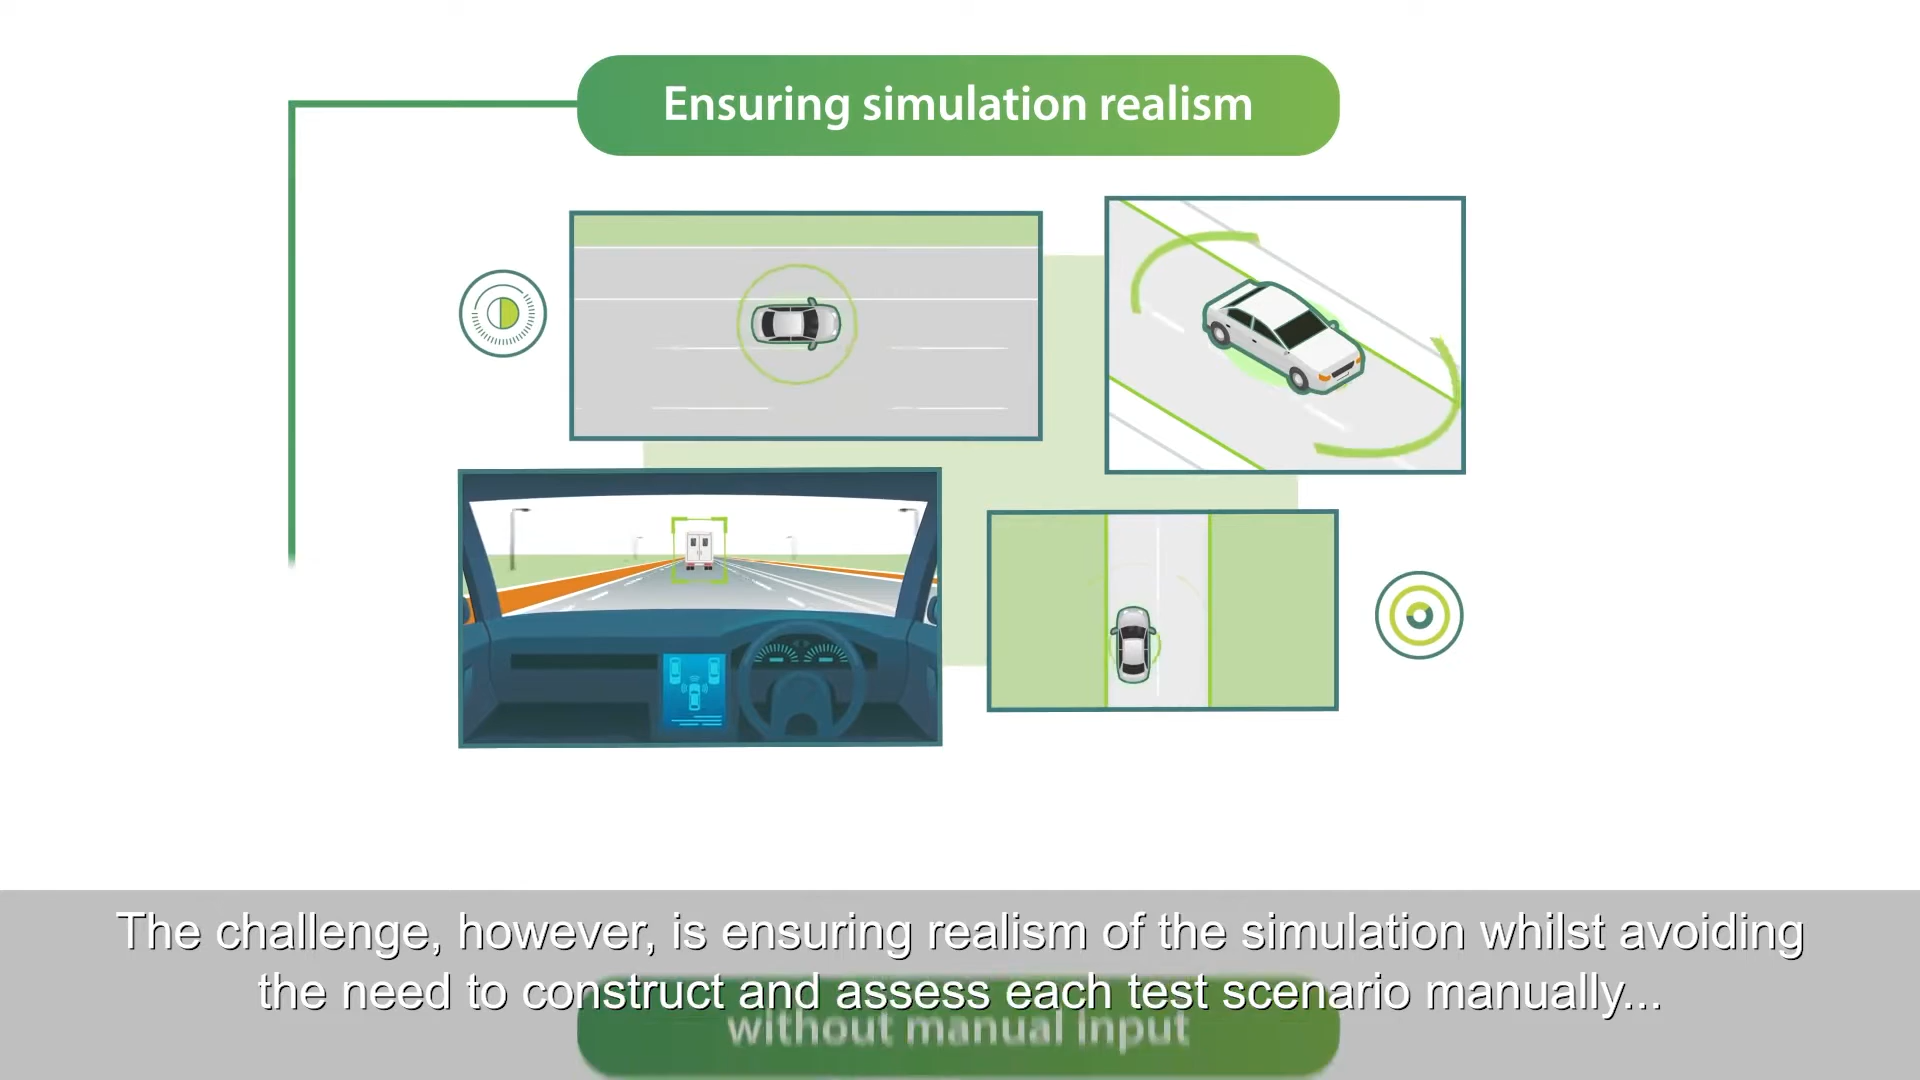 Ensuring simulation realism
The challenge, however, is ensuring realism of the simulation whilst avoiding
the need to construct and assess each test scenario manually...
without manual input